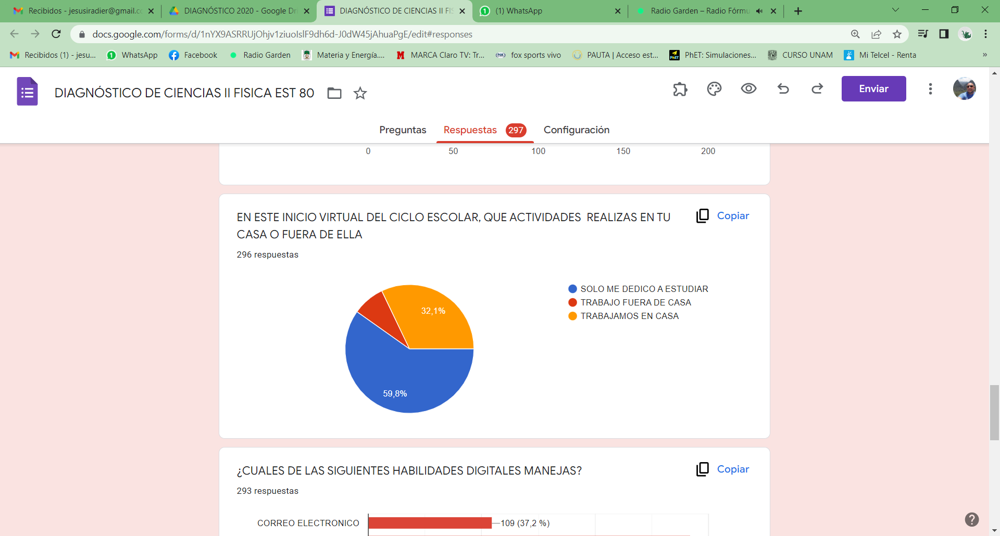 Recibidos - jesusiradier@gmail.c
DIAGNÓSTICO 2020 - Google Dri
DIAGNÓSTICO DE CIENCIAS II FIS
(1) WhatsApp
Radio Garden – Radio Fórmu
docs.google.com/forms/d/1nYX9ASRRUjOhjv1ziuoIslF9dh6d-J0dW45jAhuaPgE/edit#responses
Recibidos (1) - jesu...
WhatsApp
Facebook
Radio Garden
Materia y Energía....
MARCA Claro TV: Tr...
fox sports vivo
PAUTA | Acceso est...
PhET: Simulaciones...
CURSO UNAM
Mi Telcel - Renta
»
DIAGNÓSTICO DE CIENCIAS II FISICA EST 80
Enviar
Preguntas
Respuestas 297
Configuración
0 50 100 150 200
EN ESTE INICIO VIRTUAL DEL CICLO ESCOLAR, QUE ACTIVIDADES REALIZAS EN TU
CASA O FUERA DE ELLA
Copiar
296 respuestas
SOLO ME DEDICO A ESTUDIAR
TRABAJO FUERA DE CASA
TRABAJAMOS EN CASA
32,1%
59,8%
¿CUALES DE LAS SIGUIENTES HABILIDADES DIGITALES MANEJAS?
Copiar
293 respuestas
CORREO ELECTRONICO
109 (37,2 %)